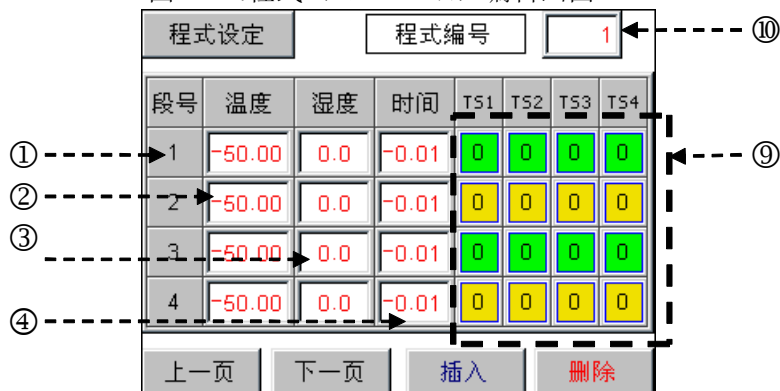 程式设定 程式编号 1 ⑩
段号 温度 湿度 时间 TS1 TS2 TS3 TS4
① 1 -50.00 0.0 -0.01 0 0 0 0 ⑨
② 2 -50.00 0.0 -0.01 0 0 0 0
③ 3 -50.00 0.0 -0.01 0 0 0 0
④ 4 -50.00 0.0 -0.01 0 0 0 0
上一页 下一页 插入 删除